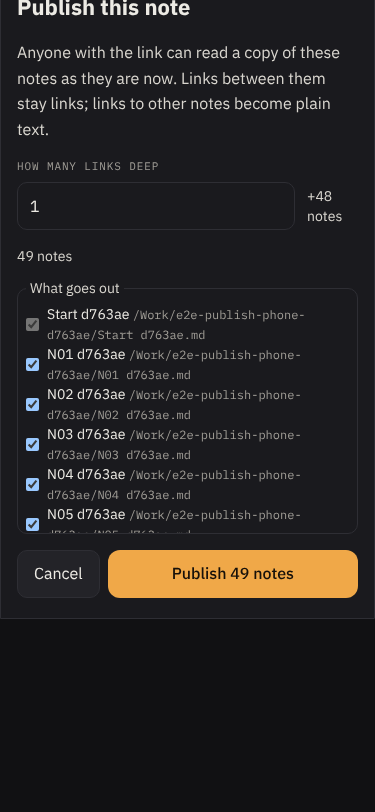 Publish this note
Anyone with the link can read a copy of these
notes as they are now. Links between them
stay links; links to other notes become plain
text.
HOW MANY LINKS DEEP
1
+48
notes
49 notes
What goes out
Start d763ae /Work/e2e-publish-phone-
d763ae/Start d763ae.md
N01 d763ae /Work/e2e-publish-phone-
d763ae/N01 d763ae.md
N02 d763ae /Work/e2e-publish-phone-
d763ae/N02 d763ae.md
N03 d763ae /Work/e2e-publish-phone-
d763ae/N03 d763ae.md
N04 d763ae /Work/e2e-publish-phone-
d763ae/N04 d763ae.md
N05 d763ae /Work/e2e-publish-phone-
d763ae/N05 d763ae.md
Cancel
Publish 49 notes